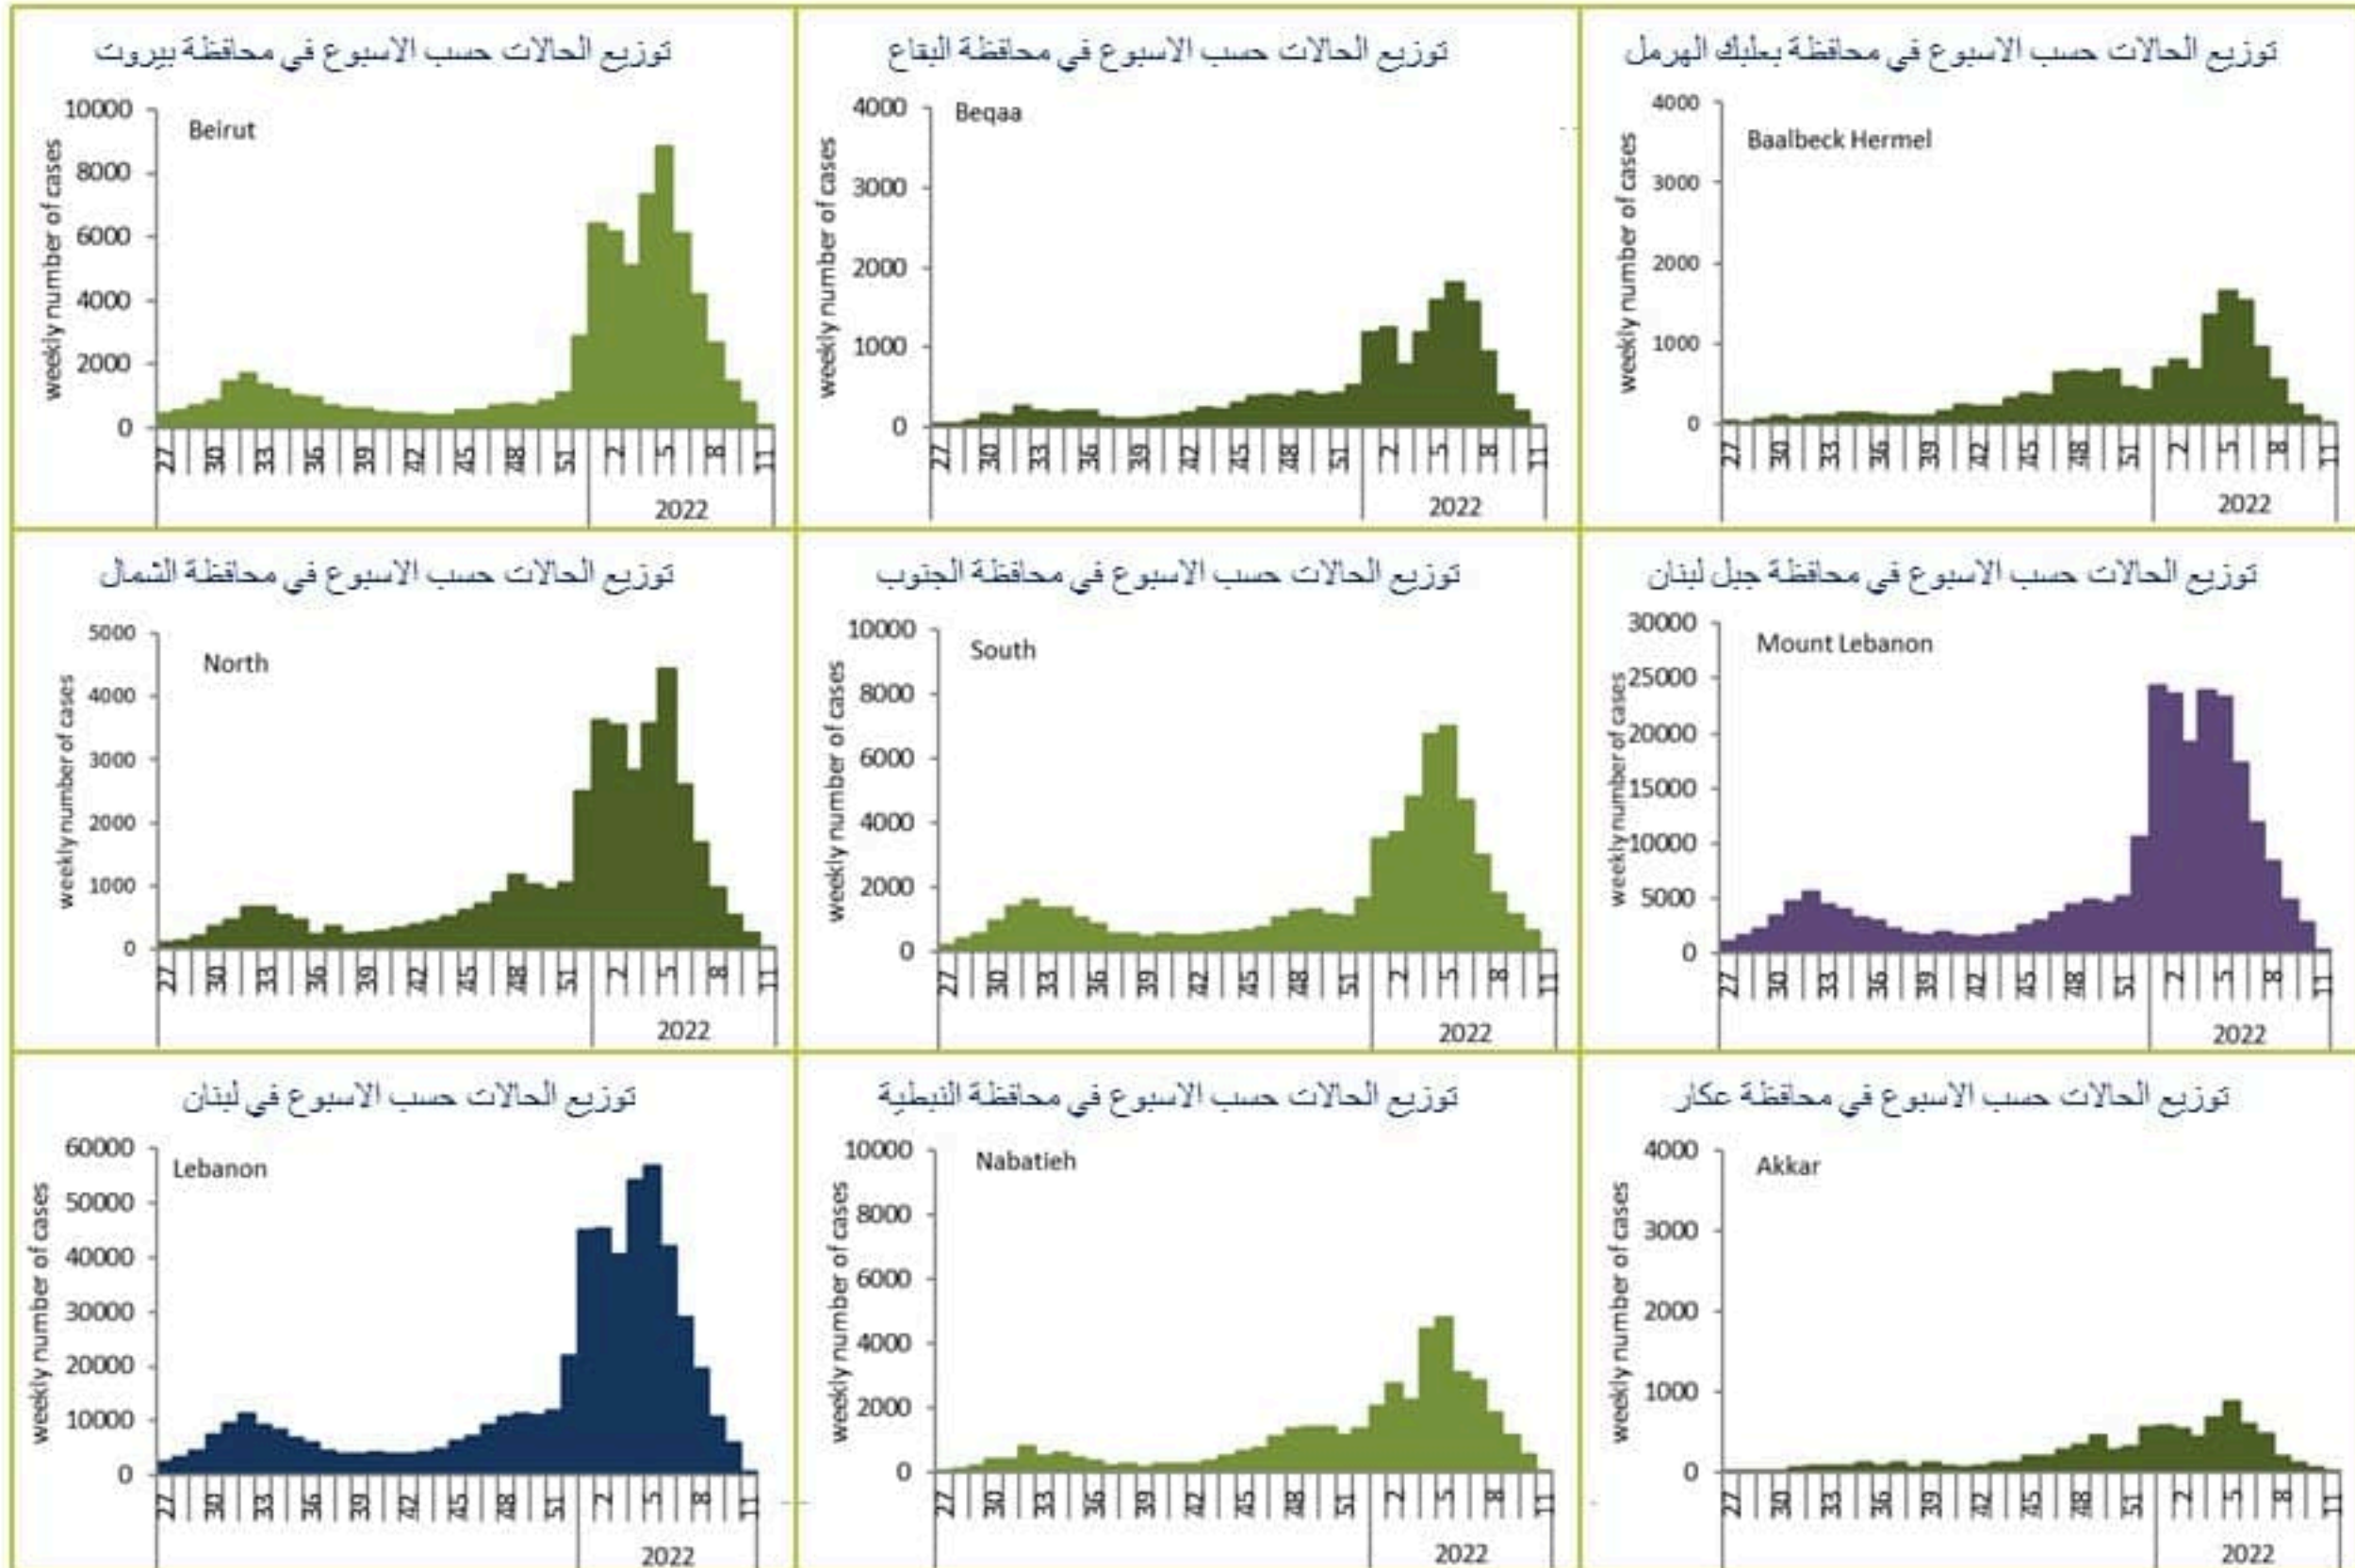 توزيع الحالات حسب الاسبوع في محافظة بيروت
10000
8000
6000
4000
2000
0
weekly number of cases
Beirut
27 30 33 36 39 42 45 48 51 2 5 8 11
2022
توزيع الحالات حسب الاسبوع في محافظة البقاع
4000
3000
2000
1000
0
weekly number of cases
Beqaa
27 30 33 36 39 42 45 48 51 2 5 8 11
2022
توزيع الحالات حسب الاسبوع في محافظة بعلبك الهرمل
4000
3000
2000
1000
0
weekly number of cases
Baalbeck Hermel
27 30 33 36 39 42 45 48 51 2 5 8 11
2022
توزيع الحالات حسب الاسبوع في محافظة الشمال
5000
4000
3000
2000
1000
0
weekly number of cases
North
27 30 33 36 39 42 45 48 51 2 5 8 11
2022
توزيع الحالات حسب الاسبوع في محافظة الجنوب
10000
8000
6000
4000
2000
0
weekly number of cases
South
27 30 33 36 39 42 45 48 51 2 5 8 11
2022
توزيع الحالات حسب الاسبوع في محافظة جبل لبنان
30000
25000
20000
15000
10000
5000
0
weekly number of cases
Mount Lebanon
27 30 33 36 39 42 45 48 51 2 5 8 11
2022
توزيع الحالات حسب الاسبوع في لبنان
60000
50000
40000
30000
20000
10000
0
weekly number of cases
Lebanon
27 30 33 36 39 42 45 48 51 2 5 8 11
2022
توزيع الحالات حسب الاسبوع في محافظة النبطية
10000
8000
6000
4000
2000
0
weekly number of cases
Nabatieh
27 30 33 36 39 42 45 48 51 2 5 8 11
2022
توزيع الحالات حسب الاسبوع في محافظة عكار
4000
3000
2000
1000
0
weekly number of cases
Akkar
27 30 33 36 39 42 45 48 51 2 5 8 11
2022